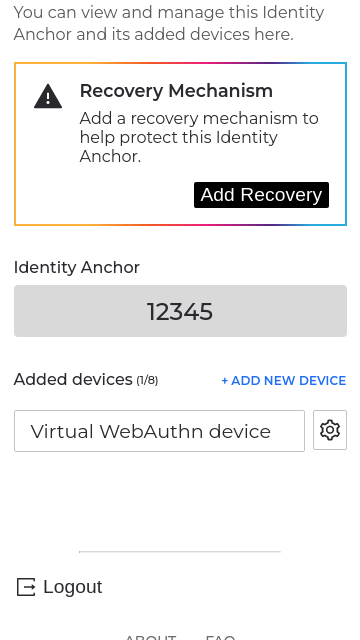 You can view and manage this Identity
Anchor and its added devices here.
Recovery Mechanism
Add a recovery mechanism to
help protect this Identity
Anchor.
Add Recovery
Identity Anchor
12345
Added devices (1/8)
+ ADD NEW DEVICE
Virtual WebAuthn device
Logout
ABOUT FAQ